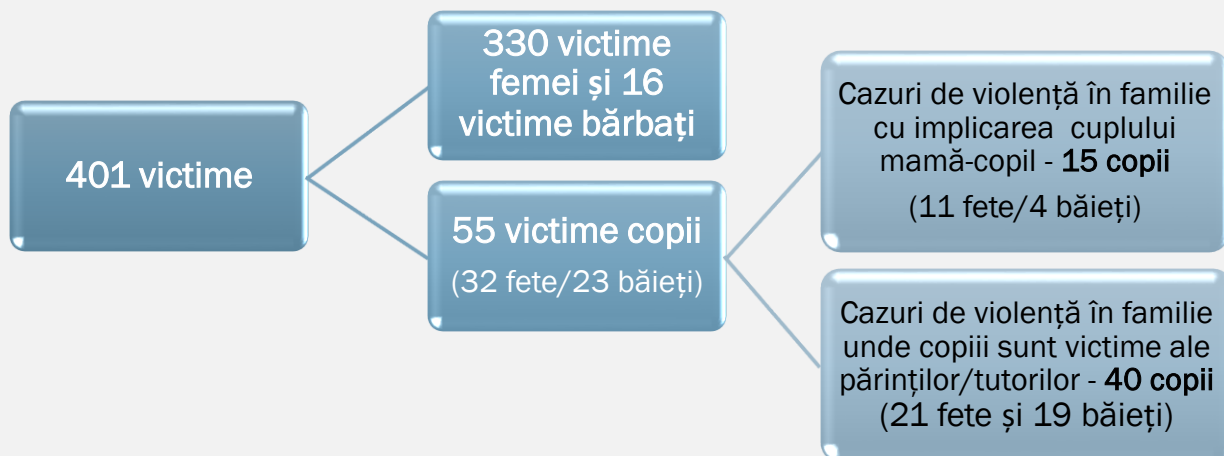 401 victime
330 victime
femei și 16
victime bărbați
55 victime copii
(32 fete/23 băieți)
Cazuri de violență în familie
cu implicarea cuplului
mamă-copil - 15 copii
(11 fete/4 băieți)
Cazuri de violență în familie
unde copiii sunt victime ale
părinților/tutorilor - 40 copii
(21 fete și 19 băieți)